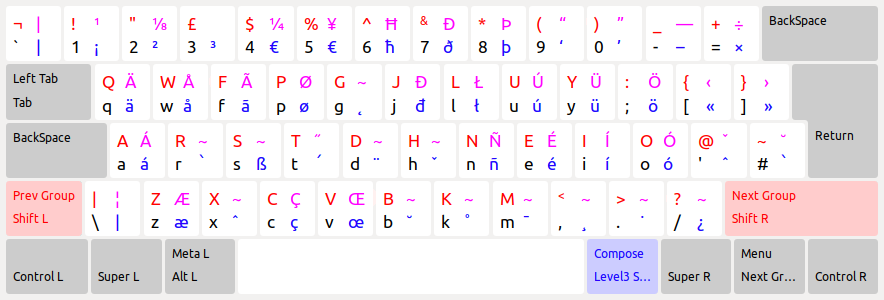 ¬ | ! ¹ " ⅛ £ $ ¼ % ¥ ^ Ħ & Ð * Þ ( “ ) ” _ — + ÷ BackSpace
` | 1 ¡ 2 ² 3 ³ 4 € 5 € 6 ħ 7 ð 8 þ 9 ‘ 0 ’ - – = ×
Left Tab Q Ä W Å F Ã P Ø G ~ J Đ L Ł U Ú Y Ü : Ö { ‹ } ›
Tab q ä w å f ã p ø g ˛ j đ l ł u ú y ü ; ö [ « ] »
BackSpace A Á R ~ S ~ T ˝ D ~ H ~ N Ñ E É I Í O Ó @ ˇ ~ ˘ Return
a á r ` s ß t ´ d ¨ h ˇ n ñ e é i í o ó ' ˆ # `
Prev Group | ¦ Z Æ X ~ C Ç V Œ B ~ K ~ M ~ < ~ > ~ ? ~ Next Group
Shift L \ | z æ x ˆ c ç v œ b ˘ k ˚ m ¯ , ¸ . ˙ / ¿ Shift R
Meta L Compose Menu
Control L Super L Alt L Level3 S... Super R Next Gr... Control R